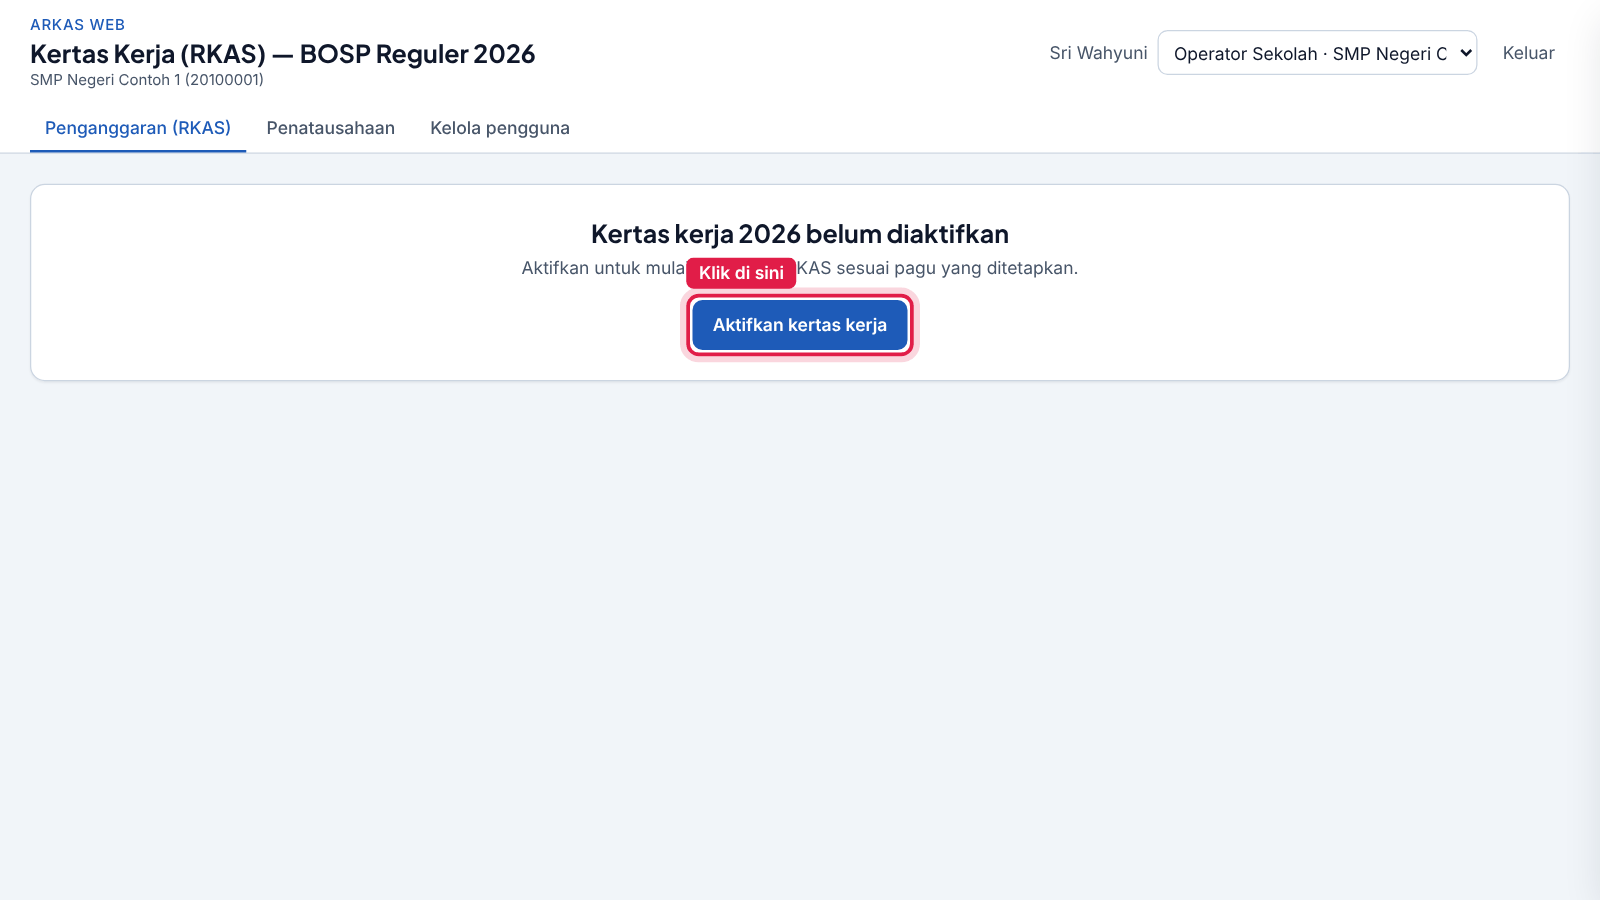 ARKAS WEB
Kertas Kerja (RKAS) — BOSP Reguler 2026
SMP Negeri Contoh 1 (20100001)
Sri Wahyuni
Operator Sekolah · SMP Negeri C
Keluar
Penganggaran (RKAS)
Penatausahaan
Kelola pengguna
Kertas kerja 2026 belum diaktifkan
Aktifkan untuk sesuai pagu yang ditetapkan.
Klik di sini
Aktifkan kertas kerja